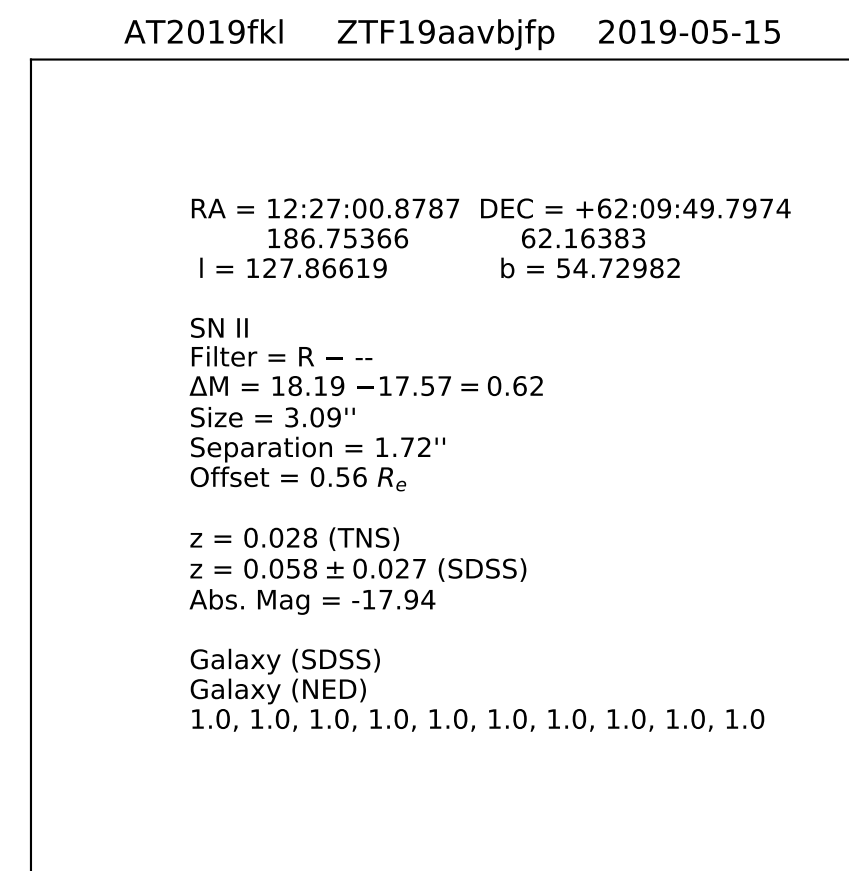 AT2019fkl ZTF19aavbjfp 2019-05-15
RA = 12:27:00.8787 DEC = +62:09:49.7974
186.75366 62.16383
l = 127.86619 b = 54.72982
SN II
Filter = R − --
ΔM = 18.19 −17.57 = 0.62
Size = 3.09''
Separation = 1.72''
Offset = 0.56 Rₑ
z = 0.028 (TNS)
z = 0.058 ± 0.027 (SDSS)
Abs. Mag = -17.94
Galaxy (SDSS)
Galaxy (NED)
1.0, 1.0, 1.0, 1.0, 1.0, 1.0, 1.0, 1.0, 1.0, 1.0